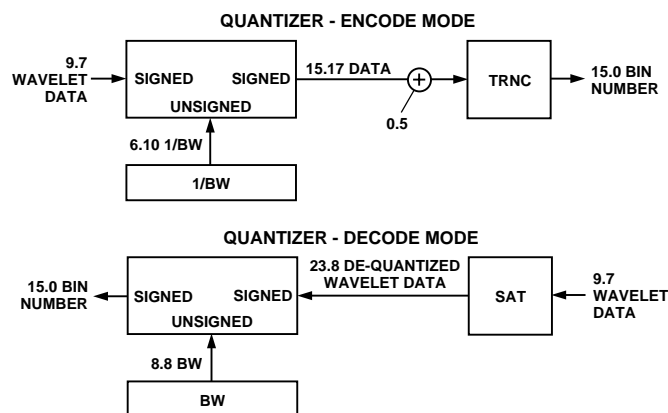 QUANTIZER - ENCODE MODE
9.7
WAVELET
DATA
SIGNED
SIGNED
UNSIGNED
15.17 DATA
0.5
TRNC
15.0 BIN
NUMBER
6.10 1/BW
1/BW
QUANTIZER - DECODE MODE
15.0 BIN
NUMBER
SIGNED
SIGNED
UNSIGNED
23.8 DE-QUANTIZED
WAVELET DATA
SAT
9.7
WAVELET
DATA
8.8 BW
BW